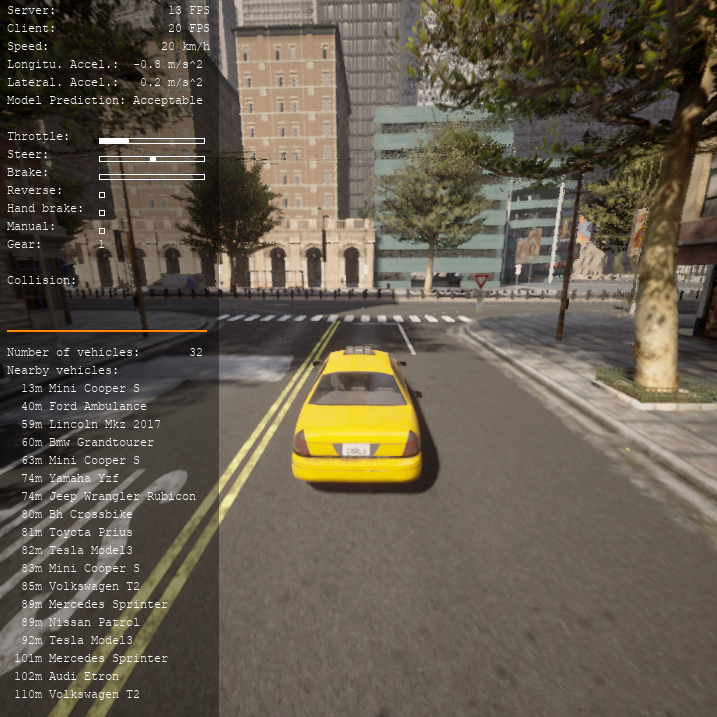 Server: 13 FPS
Client: 20 FPS
Speed: 20 km/h
Longitu. Accel.: -0.8 m/s^2
Lateral. Accel.: 0.2 m/s^2
Model Prediction: Acceptable
Throttle:
Steer:
Brake:
Reverse:
Hand brake:
Manual:
Gear: 1
Collision:
Number of vehicles: 32
Nearby vehicles:
13m Mini Cooper S
40m Ford Ambulance
59m Lincoln Mkz 2017
60m Bmw Grandtourer
63m Mini Cooper S
74m Yamaha Yzf
74m Jeep Wrangler Rubicon
80m Bh Crossbike
81m Toyota Prius
82m Tesla Model3
83m Mini Cooper S
85m Volkswagen T2
89m Mercedes Sprinter
89m Nissan Patrol
92m Tesla Model3
101m Mercedes Sprinter
102m Audi Etron
110m Volkswagen T2
CARLA